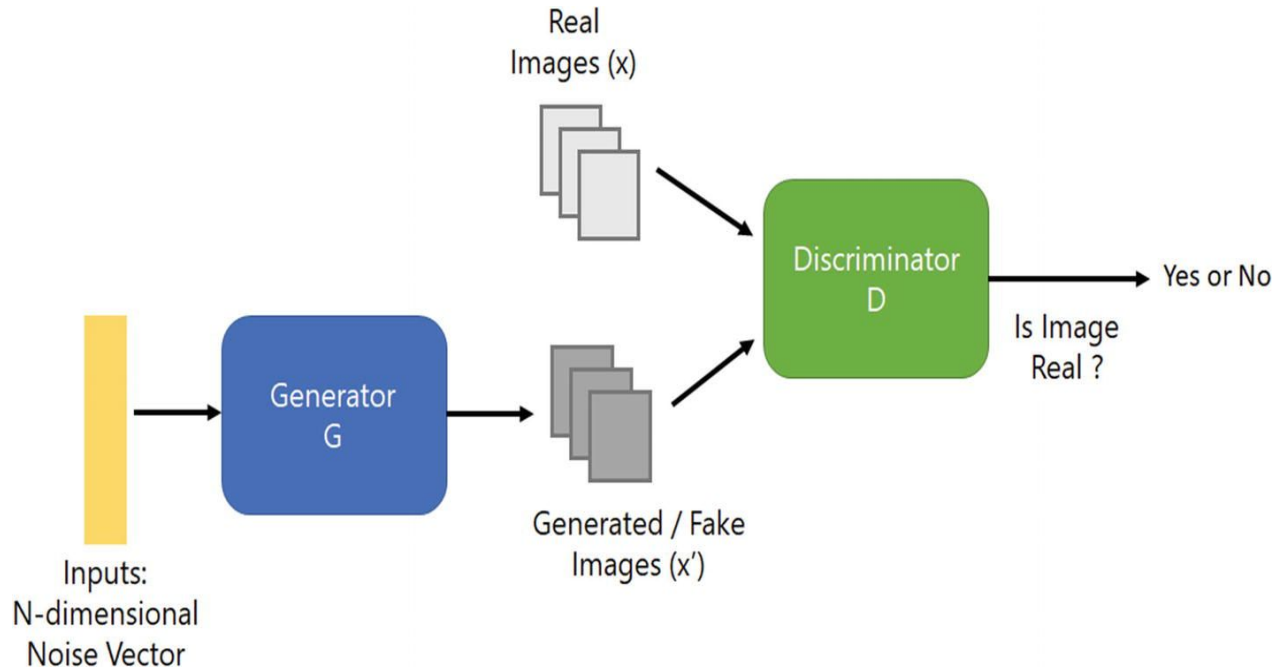 Real
Images (x)
Discriminator
D
Yes or No
Is Image
Real ?
Generator
G
Generated / Fake
Images (x’)
Inputs:
N-dimensional
Noise Vector